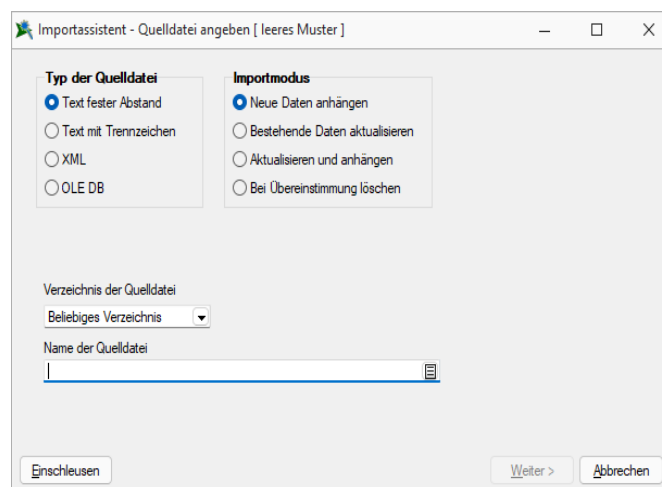 Importassistent - Quelldatei angeben [ leeres Muster ]
Typ der Quelldatei
Text fester Abstand
Text mit Trennzeichen
XML
OLE DB
Importmodus
Neue Daten anhängen
Bestehende Daten aktualisieren
Aktualisieren und anhängen
Bei Übereinstimmung löschen
Verzeichnis der Quelldatei
Beliebiges Verzeichnis
Name der Quelldatei
Einschleusen
Weiter >
Abbrechen